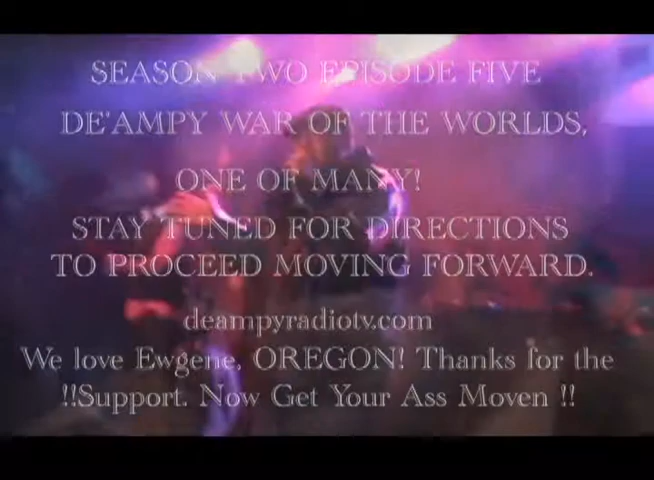 SEASON TWO EPISODE FIVE
DE'AMPY WAR OF THE WORLDS,
ONE OF MANY!
STAY TUNED FOR DIRECTIONS
TO PROCEED MOVING FORWARD.
deampyradiotv.com
We love Ewgene, OREGON! Thanks for the
!!Support. Now Get Your Ass Moven !!